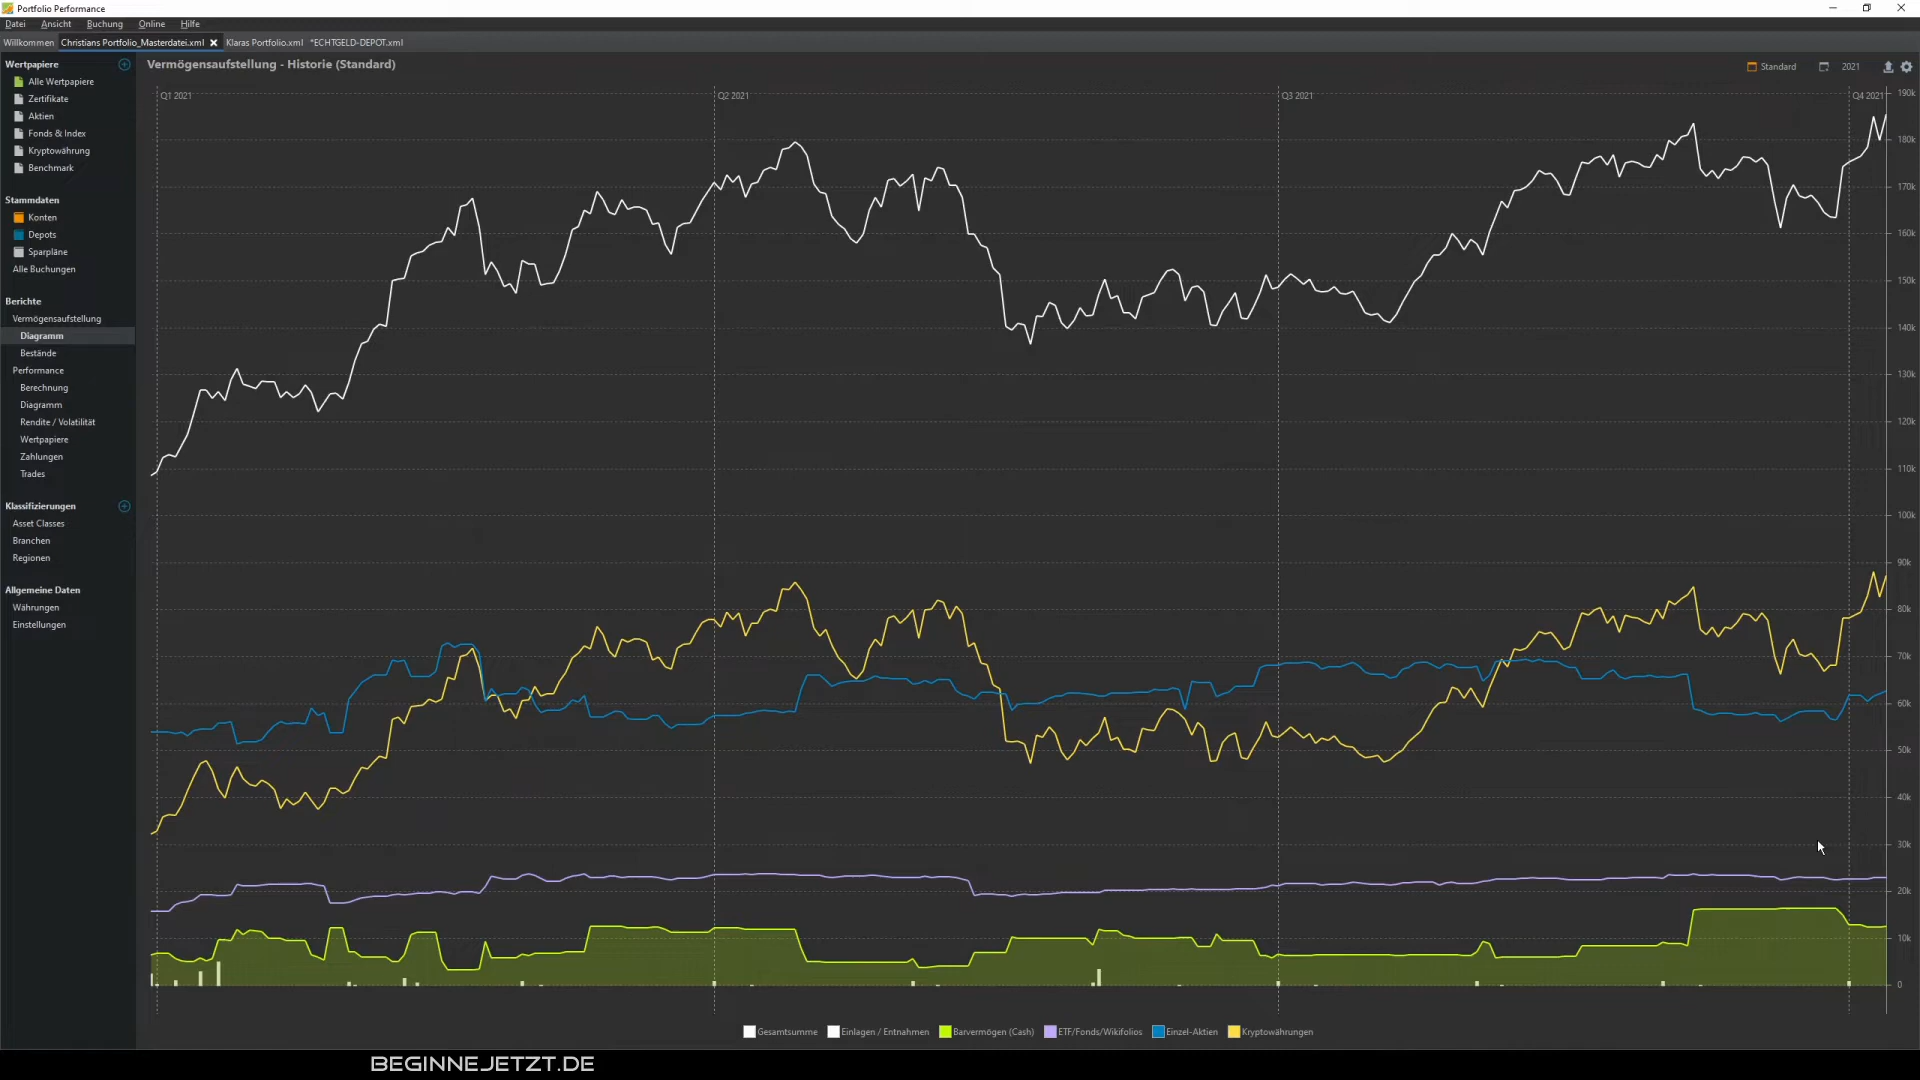 Portfolio Performance
Datei Ansicht Buchung Online Hilfe
Willkommen Christians Portfolio_Masterdatei.xml Klaras Portfolio.xml *ECHTGELD-DEPOT.xml
Wertpapiere
Alle Wertpapiere
Zertifikate
Aktien
Fonds & Index
Kryptowährung
Benchmark
Stammdaten
Konten
Depots
Sparpläne
Alle Buchungen
Berichte
Vermögensaufstellung
Diagramm
Bestände
Performance
Berechnung
Diagramm
Rendite / Volatilität
Wertpapiere
Zahlungen
Trades
Klassifizierungen
Asset Classes
Branchen
Regionen
Allgemeine Daten
Währungen
Einstellungen
Vermögensaufstellung - Historie (Standard)
Standard 2021
Q1 2021 Q2 2021 Q3 2021 Q4 2021
190k
180k
170k
160k
150k
140k
130k
120k
110k
100k
90k
80k
70k
60k
50k
40k
30k
20k
10k
0
Gesamtsumme Einlagen / Entnahmen Barvermögen (Cash) ETF/Fonds/Wikifolios Einzel-Aktien Kryptowährungen
BEGINNEJETZT.DE